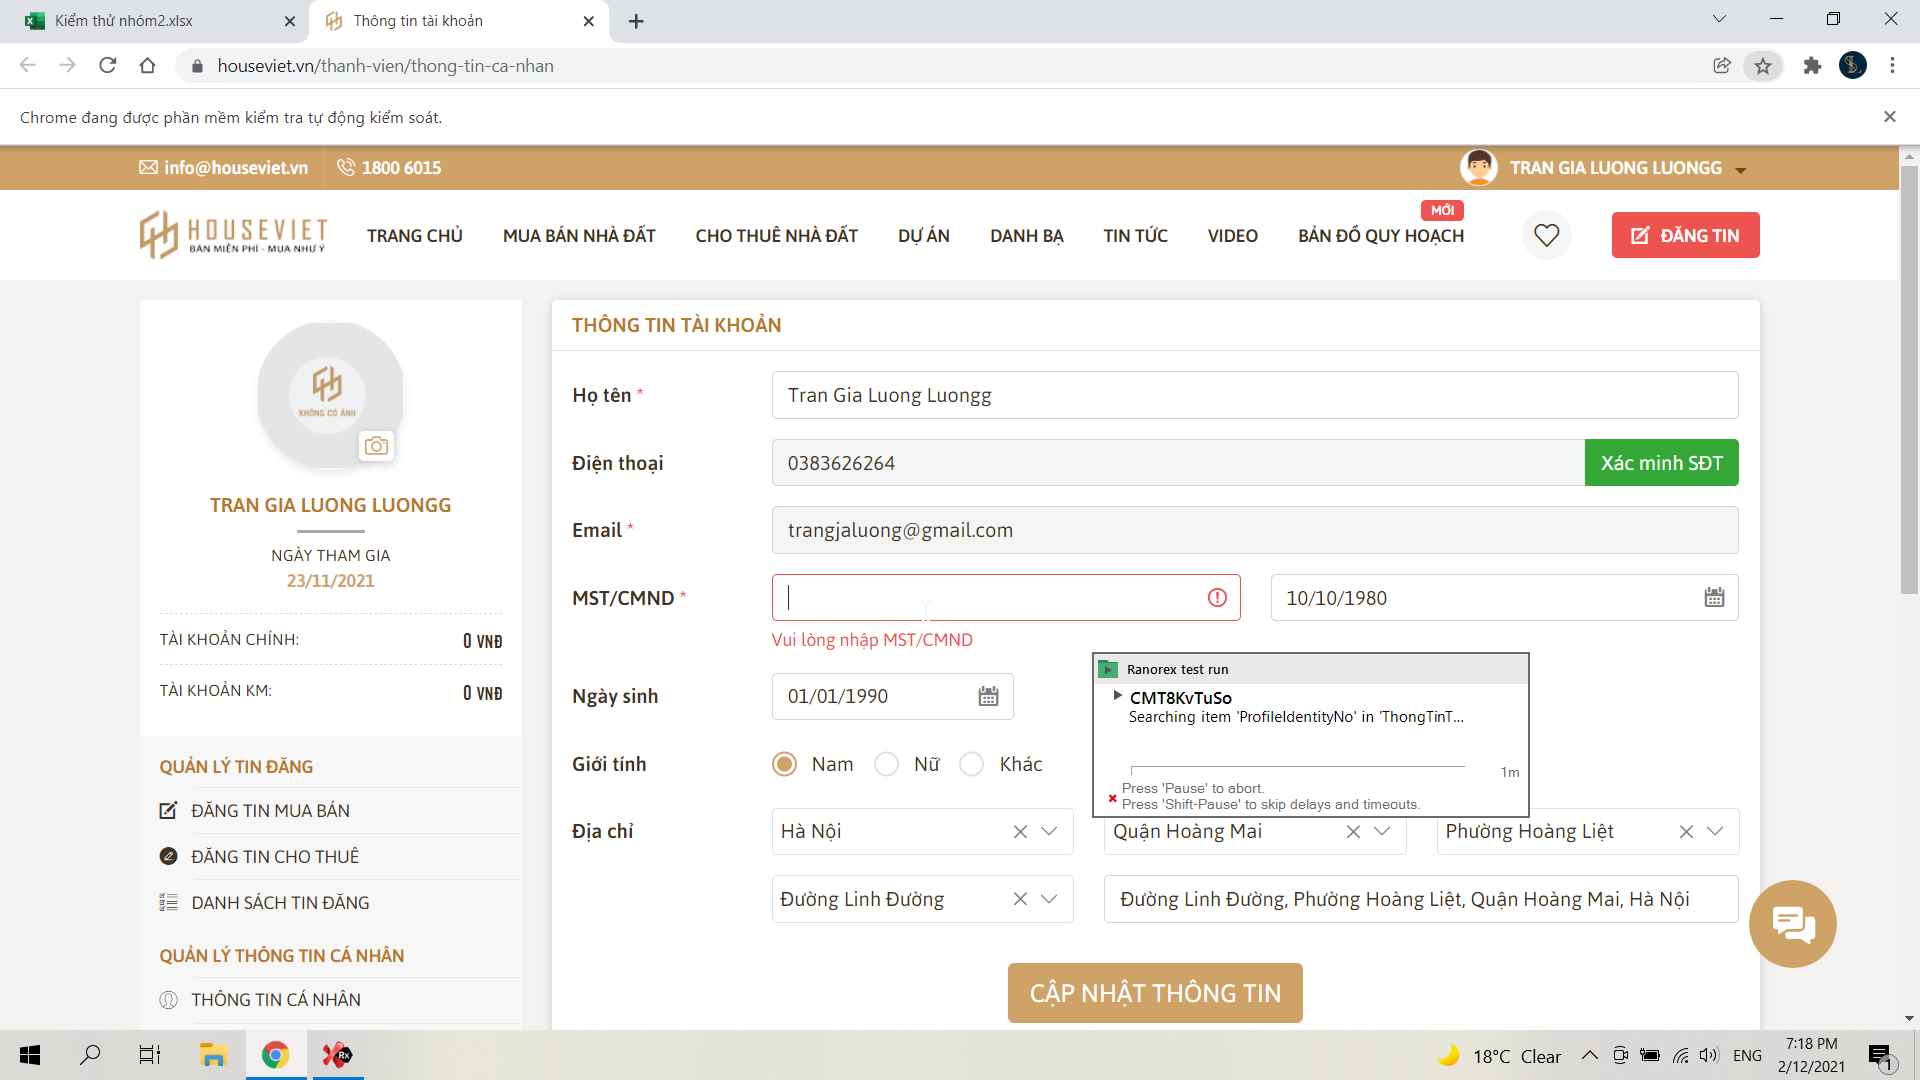 Kiểm thử nhóm2.xlsx
Thông tin tài khoản
houseviet.vn/thanh-vien/thong-tin-ca-nhan
Chrome đang được phần mềm kiểm tra tự động kiểm soát.
info@houseviet.vn
1800 6015
TRAN GIA LUONG LUONGG
HOUSEVIET
BÁN MIỄN PHÍ - MUA NHƯ Ý
TRANG CHỦ
MUA BÁN NHÀ ĐẤT
CHO THUÊ NHÀ ĐẤT
DỰ ÁN
DANH BẠ
TIN TỨC
VIDEO
MỚI
BẢN ĐỒ QUY HOẠCH
ĐĂNG TIN
KHÔNG CÓ ẢNH
TRAN GIA LUONG LUONGG
NGÀY THAM GIA
23/11/2021
TÀI KHOẢN CHÍNH: 0 VNĐ
TÀI KHOẢN KM: 0 VNĐ
QUẢN LÝ TIN ĐĂNG
ĐĂNG TIN MUA BÁN
ĐĂNG TIN CHO THUÊ
DANH SÁCH TIN ĐĂNG
QUẢN LÝ THÔNG TIN CÁ NHÂN
THÔNG TIN CÁ NHÂN
THÔNG TIN TÀI KHOẢN
Họ tên * Tran Gia Luong Luongg
Điện thoại 0383626264 Xác minh SĐT
Email * trangjaluong@gmail.com
MST/CMND * 10/10/1980
Vui lòng nhập MST/CMND
Ngày sinh 01/01/1990
Giới tính Nam Nữ Khác
Địa chỉ Hà Nội Quận Hoàng Mai Phường Hoàng Liệt
Đường Linh Đường Đường Linh Đường, Phường Hoàng Liệt, Quận Hoàng Mai, Hà Nội
CẬP NHẬT THÔNG TIN
Ranorex test run
CMT8KvTuSo
Searching item 'ProfileIdentityNo' in 'ThongTinT...
1m
Press 'Pause' to abort.
Press 'Shift-Pause' to skip delays and timeouts.
Rx
18°C Clear
ENG
7:18 PM
2/12/2021
1